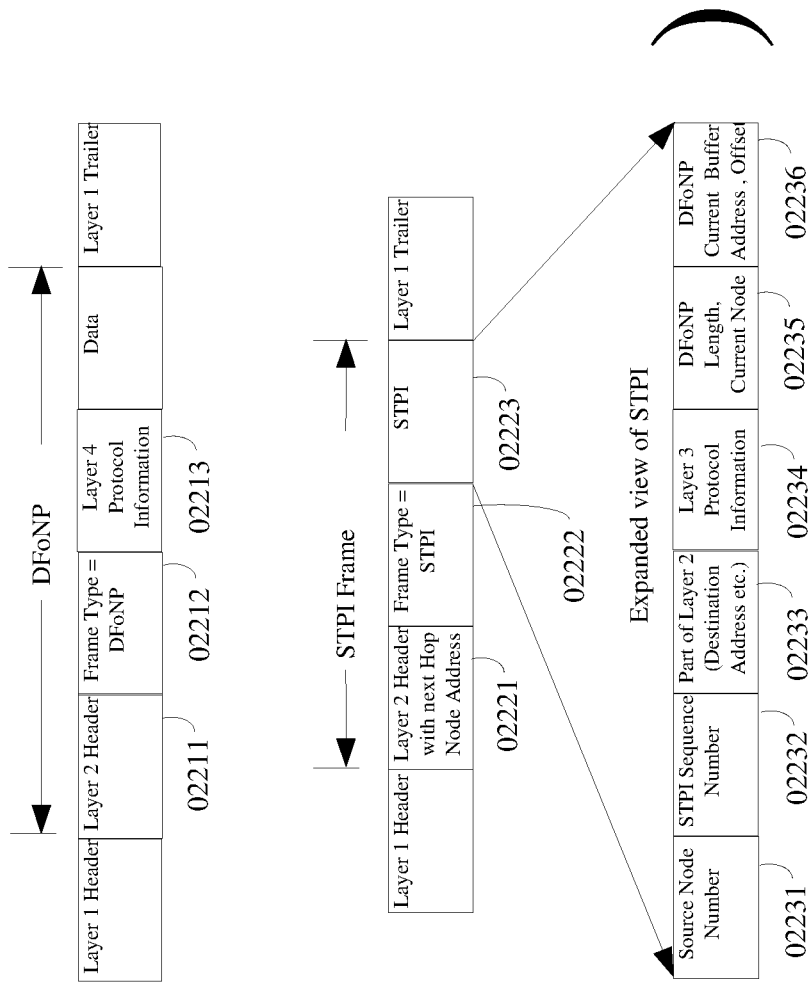 DFoNP
Layer 1 Header
Layer 2 Header
Frame Type =
DFoNP
Layer 4
Protocol
Information
Data
Layer 1 Trailer
02211
02212
02213
STPI Frame
Layer 1 Header
Layer 2 Header
with next Hop
Node Address
Frame Type =
STPI
STPI
Layer 1 Trailer
02221
02222
02223
Expanded view of STPI
Source Node
Number
STPI Sequence
Number
Part of Layer 2
(Destination
Address etc.)
Layer 3
Protocol
Information
DFoNP
Length,
Current Node
DFoNP
Current Buffer
Address , Offset
02231
02232
02233
02234
02235
02236